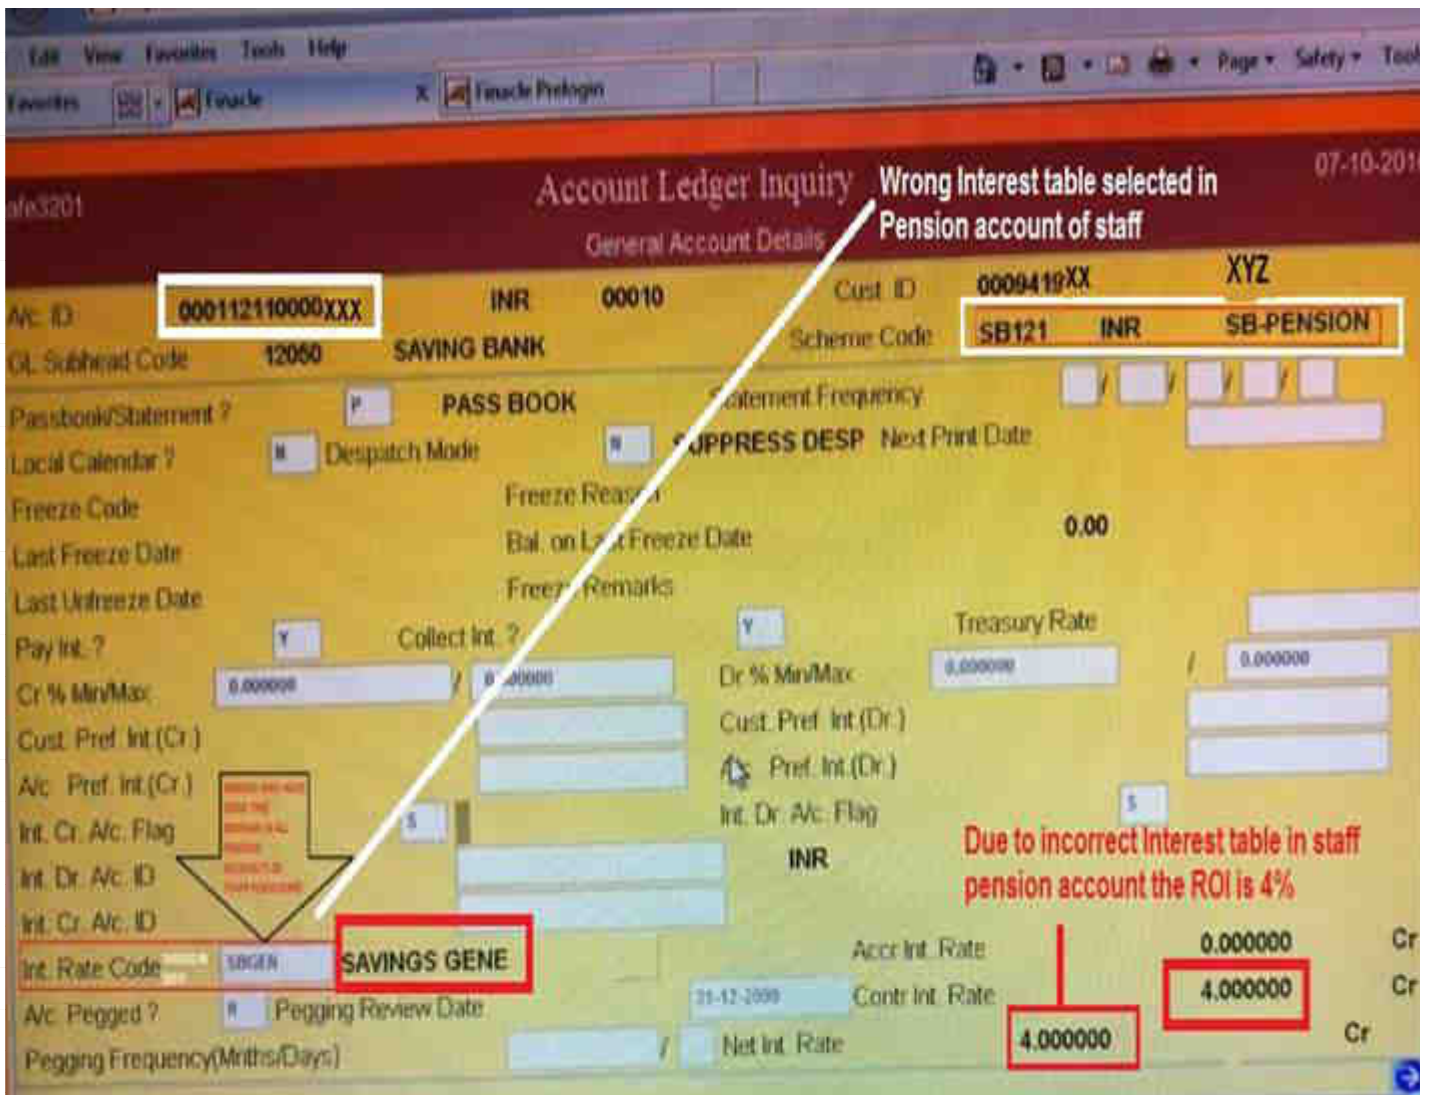 Edit View Favorites Tools Help
Favorites Finacle X Finacle Prelogin Page Safety Tool
afe3201 Account Ledger Inquiry 07-10-201
General Account Details
Wrong Interest table selected in
Pension account of staff
A/c. ID 000112110000XXX INR 00010 Cust ID 0009419XX XYZ
GL Subhead Code 12050 SAVING BANK Scheme Code SB121 INR SB-PENSION
Passbook/Statement ? P PASS BOOK Statement Frequency / / / /
Local Calendar ? N Despatch Mode N SUPPRESS DESP Next Print Date
Freeze Code Freeze Reason
Last Freeze Date Bal. on Last Freeze Date 0.00
Last Unfreeze Date Freeze Remarks
Pay Int. ? Y Collect Int. ? Y Treasury Rate
Cr % Min/Max 0.000000 / 0.000000 Dr % Min/Max 0.000000 / 0.000000
Cust. Pref. Int.(Cr.) Cust. Pref. Int.(Dr.)
A/c. Pref. Int.(Cr.) Pref. Int.(Dr.)
Int. Cr. A/c. Flag S Int. Dr. A/c. Flag S
Int. Dr. A/c. ID INR
Due to incorrect Interest table in staff
pension account the ROI is 4%
Int. Cr. A/c. ID
Int. Rate Code SBGEN SAVINGS GENE Accr Int. Rate 0.000000 Cr
A/c. Pegged ? N Pegging Review Date Contr Int. Rate 4.000000 Cr
Pegging Frequency(Mnths/Days) / Net Int. Rate 4.000000 Cr